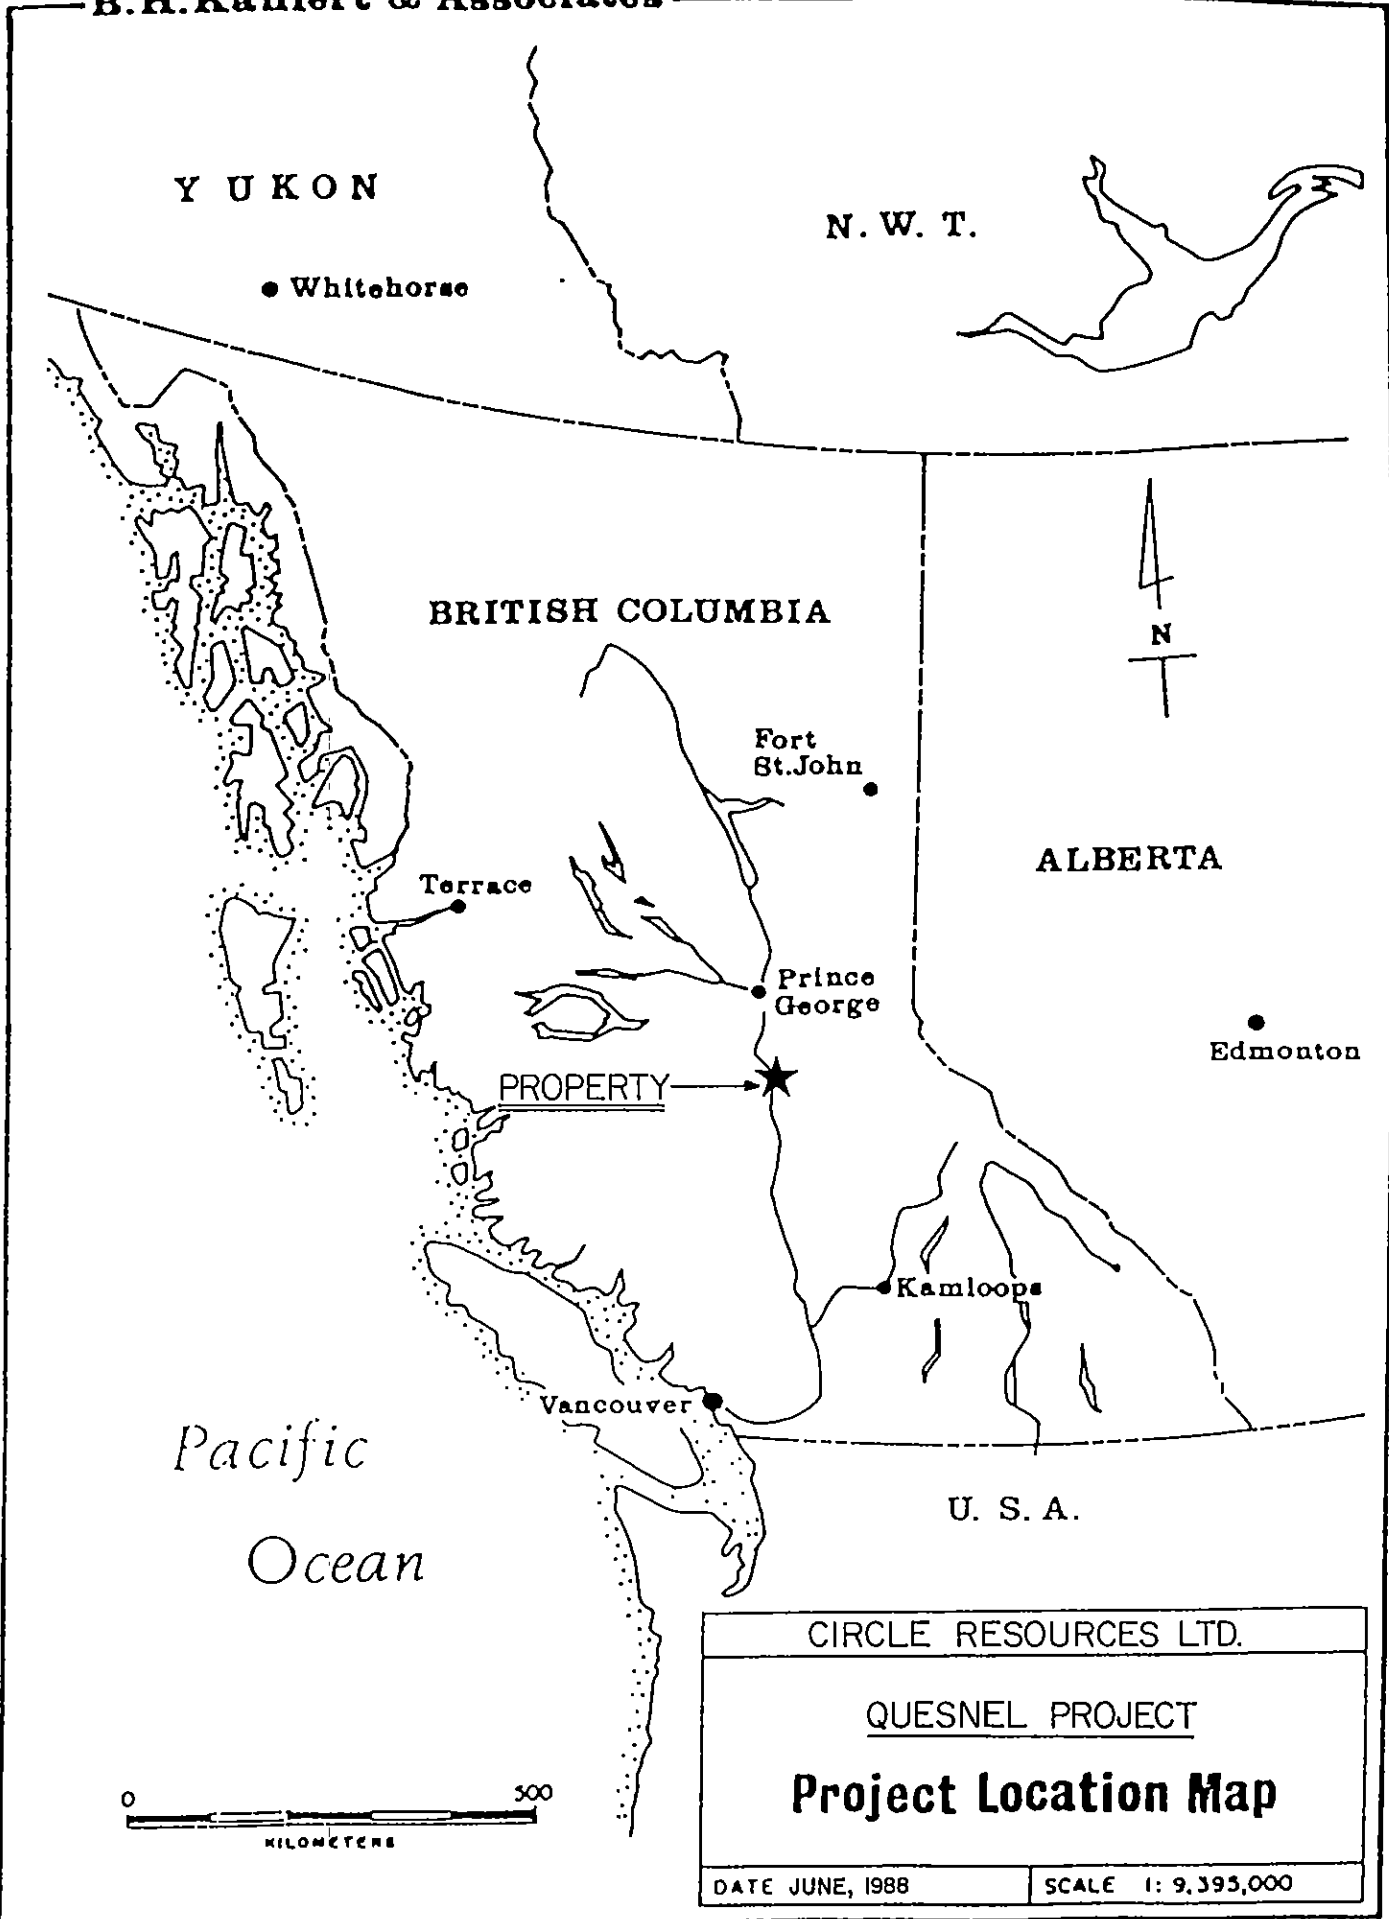 & Associates
YUKON
N. W. T.
Whitehorse
BRITISH COLUMBIA
N
Fort
St. John
ALBERTA
Terrace
Prince
George
Edmonton
PROPERTY
Kamloops
Vancouver
Pacific
Ocean
U. S. A.
CIRCLE RESOURCES LTD.
QUESNEL PROJECT
Project Location Map
0 500
KILOMETERS
DATE JUNE, 1988
SCALE 1: 9,395,000